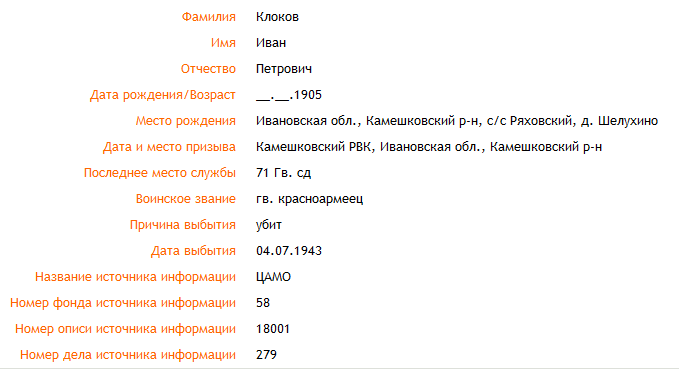 Фамилия Клоков
Имя Иван
Отчество Петрович
Дата рождения/Возраст __.__.1905
Место рождения Ивановская обл., Камешковский р-н, с/с Ряховский, д. Шелухино
Дата и место призыва Камешковский РВК, Ивановская обл., Камешковский р-н
Последнее место службы 71 Гв. сд
Воинское звание гв. красноармеец
Причина выбытия убит
Дата выбытия 04.07.1943
Название источника информации ЦАМО
Номер фонда источника информации 58
Номер описи источника информации 18001
Номер дела источника информации 279